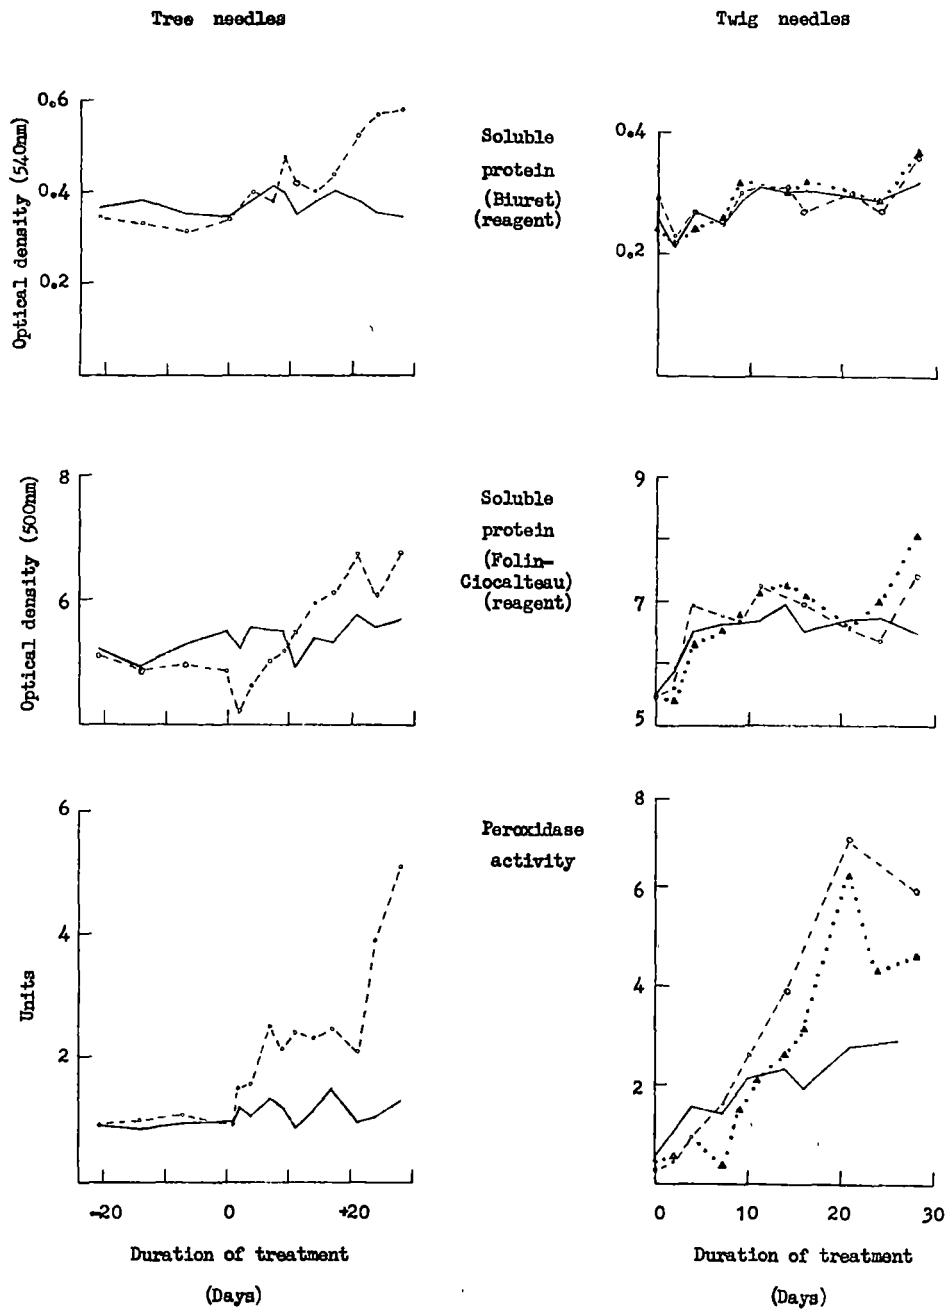 Tree needles
Twig needles
0.6
0.4
0.2
Optical density (540nm)
Soluble
protein
(Biuret)
(reagent)
0.4
0.2
8
6
Optical density (500nm)
Soluble
protein
(Folin-
Ciocalteau)
(reagent)
9
7
5
6
4
2
Units
Peroxidase
activity
8
6
4
2
-20
0
+20
0
10
20
30
Duration of treatment
(Days)
Duration of treatment
(Days)